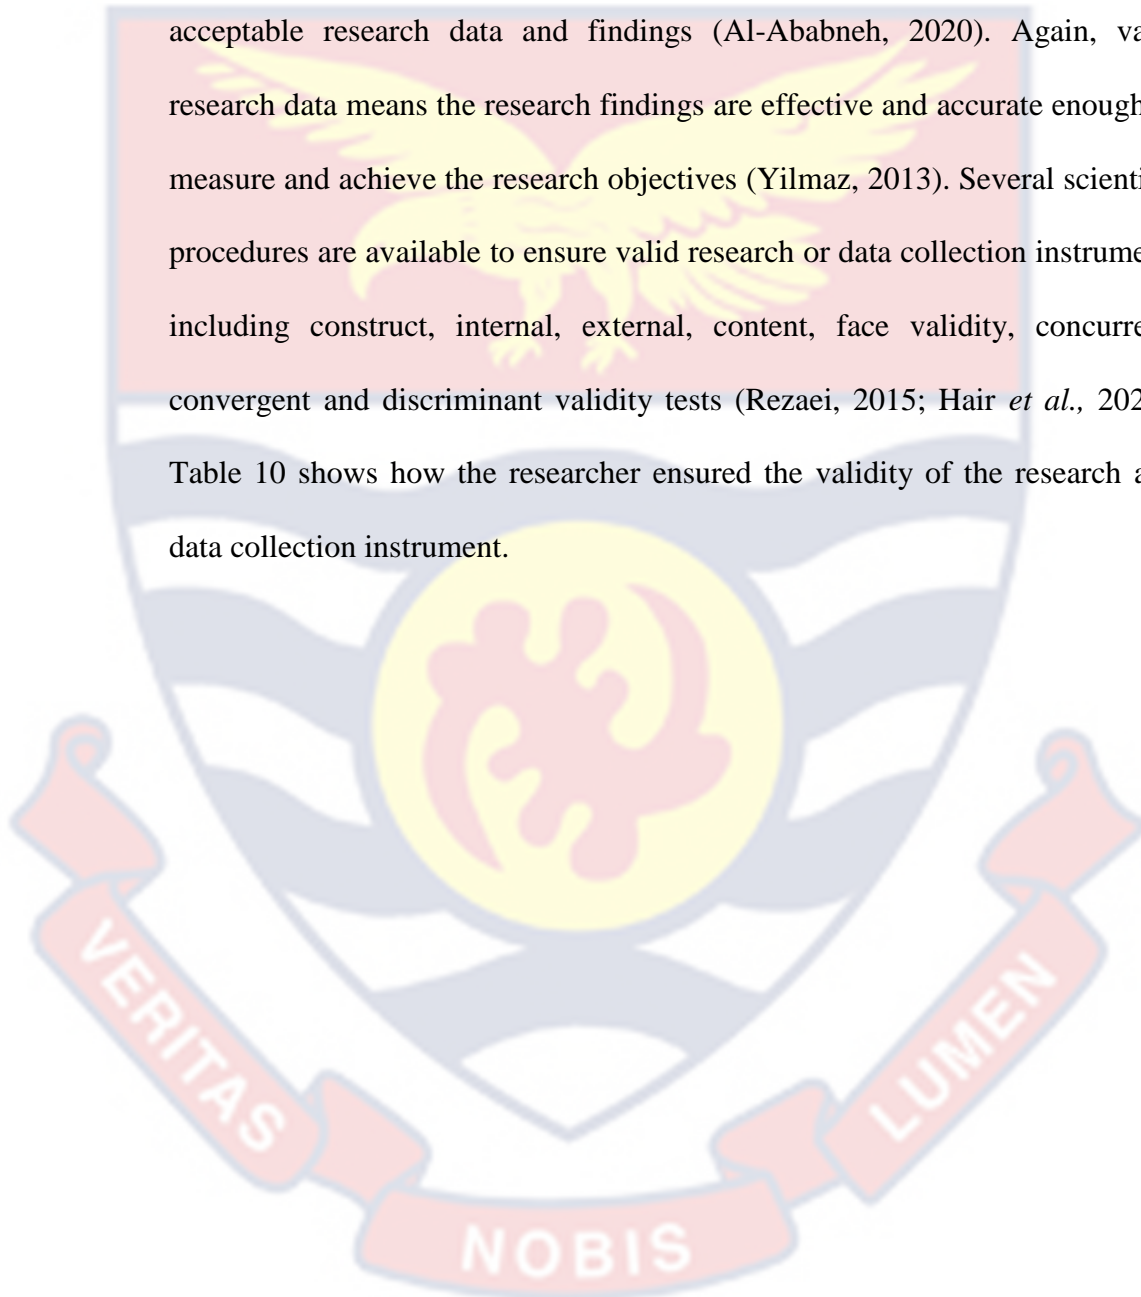 acceptable research data and findings (Al-Ababneh, 2020). Again, va
research data means the research findings are effective and accurate enough
measure and achieve the research objectives (Yilmaz, 2013). Several scienti
procedures are available to ensure valid research or data collection instrume
including construct, internal, external, content, face validity, concurre
convergent and discriminant validity tests (Rezaei, 2015; Hair et al., 202
Table 10 shows how the researcher ensured the validity of the research a
data collection instrument.
VERITAS
NOBIS
LUMEN